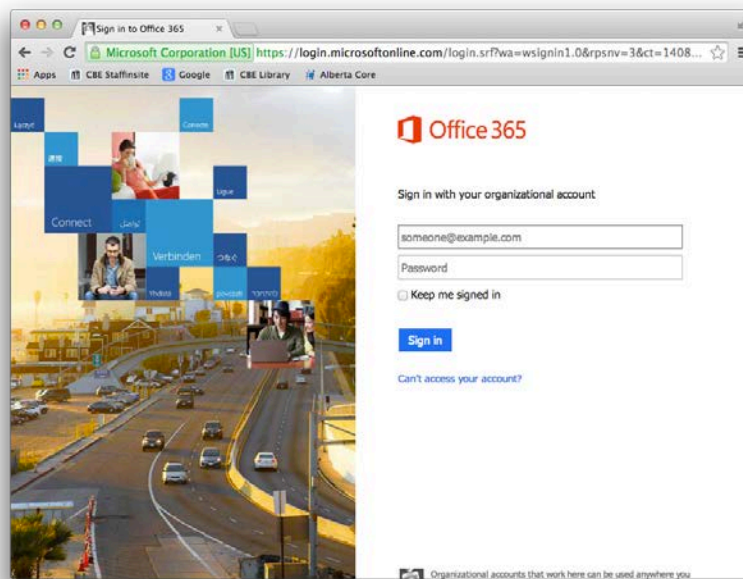 Sign in to Office 365
Microsoft Corporation [US] https://login.microsoftonline.com/login.srf?wa=wsignin1.0&rpsnv=3&ct=1408...
Apps CBE Staffinsite Google CBE Library Alberta Core
Connect
Verbinden
Ligue
Office 365
Sign in with your organizational account
someone@example.com
Password
Keep me signed in
Sign in
Can't access your account?
Organizational accounts that work here can be used anywhere you